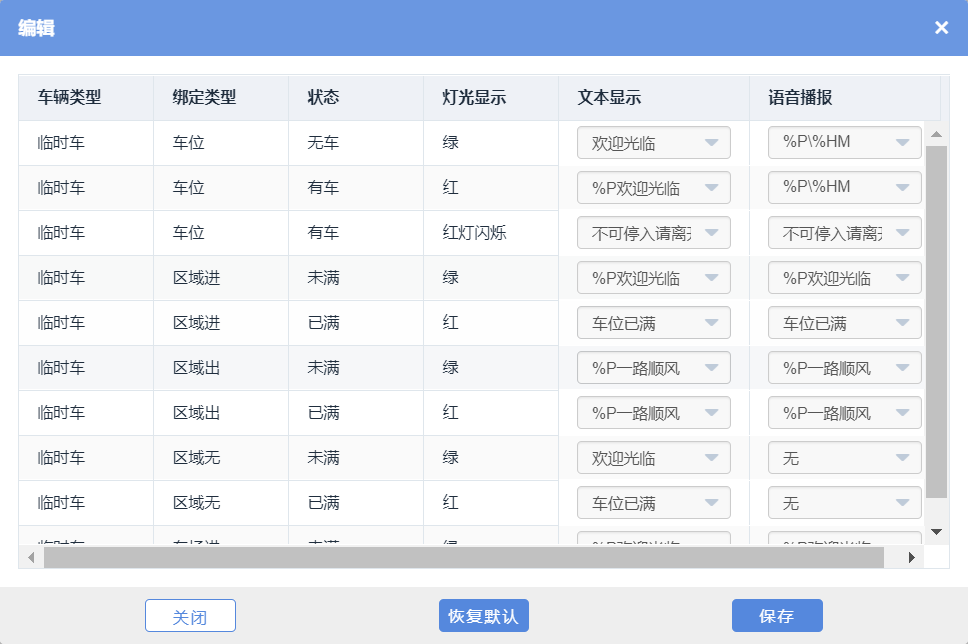 编辑
车辆类型 绑定类型 状态 灯光显示 文本显示 语音播报
临时车 车位 无车 绿 欢迎光临 %P\%HM
临时车 车位 有车 红 %P欢迎光临 %P\%HM
临时车 车位 有车 红灯闪烁 不可停入请离 不可停入请离
临时车 区域进 未满 绿 %P欢迎光临 %P欢迎光临
临时车 区域进 已满 红 车位已满 车位已满
临时车 区域出 未满 绿 %P一路顺风 %P一路顺风
临时车 区域出 已满 红 %P一路顺风 %P一路顺风
临时车 区域无 未满 绿 欢迎光临 无
临时车 区域无 已满 红 车位已满 无
关闭 恢复默认 保存